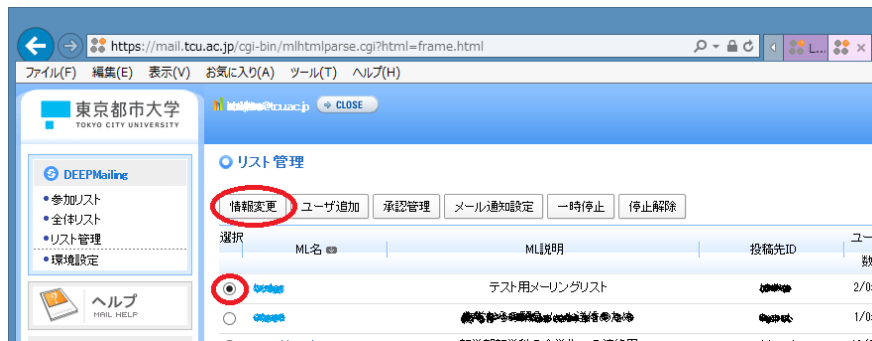 https://mail.tcu.ac.jp/cgi-bin/mlhtmlparse.cgi?html=frame.html
L...
ファイル(F) 編集(E) 表示(V) お気に入り(A) ツール(T) ヘルプ(H)
東京都市大学
TOKYO CITY UNIVERSITY
CLOSE
DEEPMailing
•参加リスト
•全体リスト
•リスト管理
•環境設定
ヘルプ
MAIL HELP
リスト管理
情報変更 ユーザ追加 承認管理 メール通知設定 一時停止 停止解除
選択 ML名 ML説明 投稿先ID
テスト用メーリングリスト 2/0
1/0